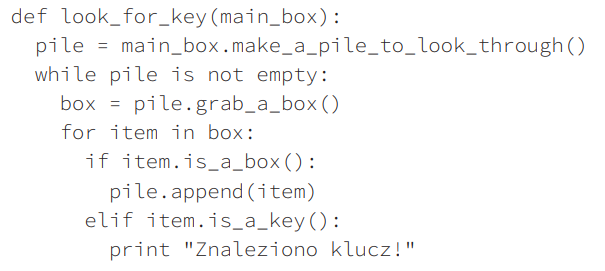 def look_for_key(main_box):
  pile = main_box.make_a_pile_to_look_through()
  while pile is not empty:
    box = pile.grab_a_box()
    for item in box:
      if item.is_a_box():
        pile.append(item)
      elif item.is_a_key():
        print "Znaleziono klucz!"